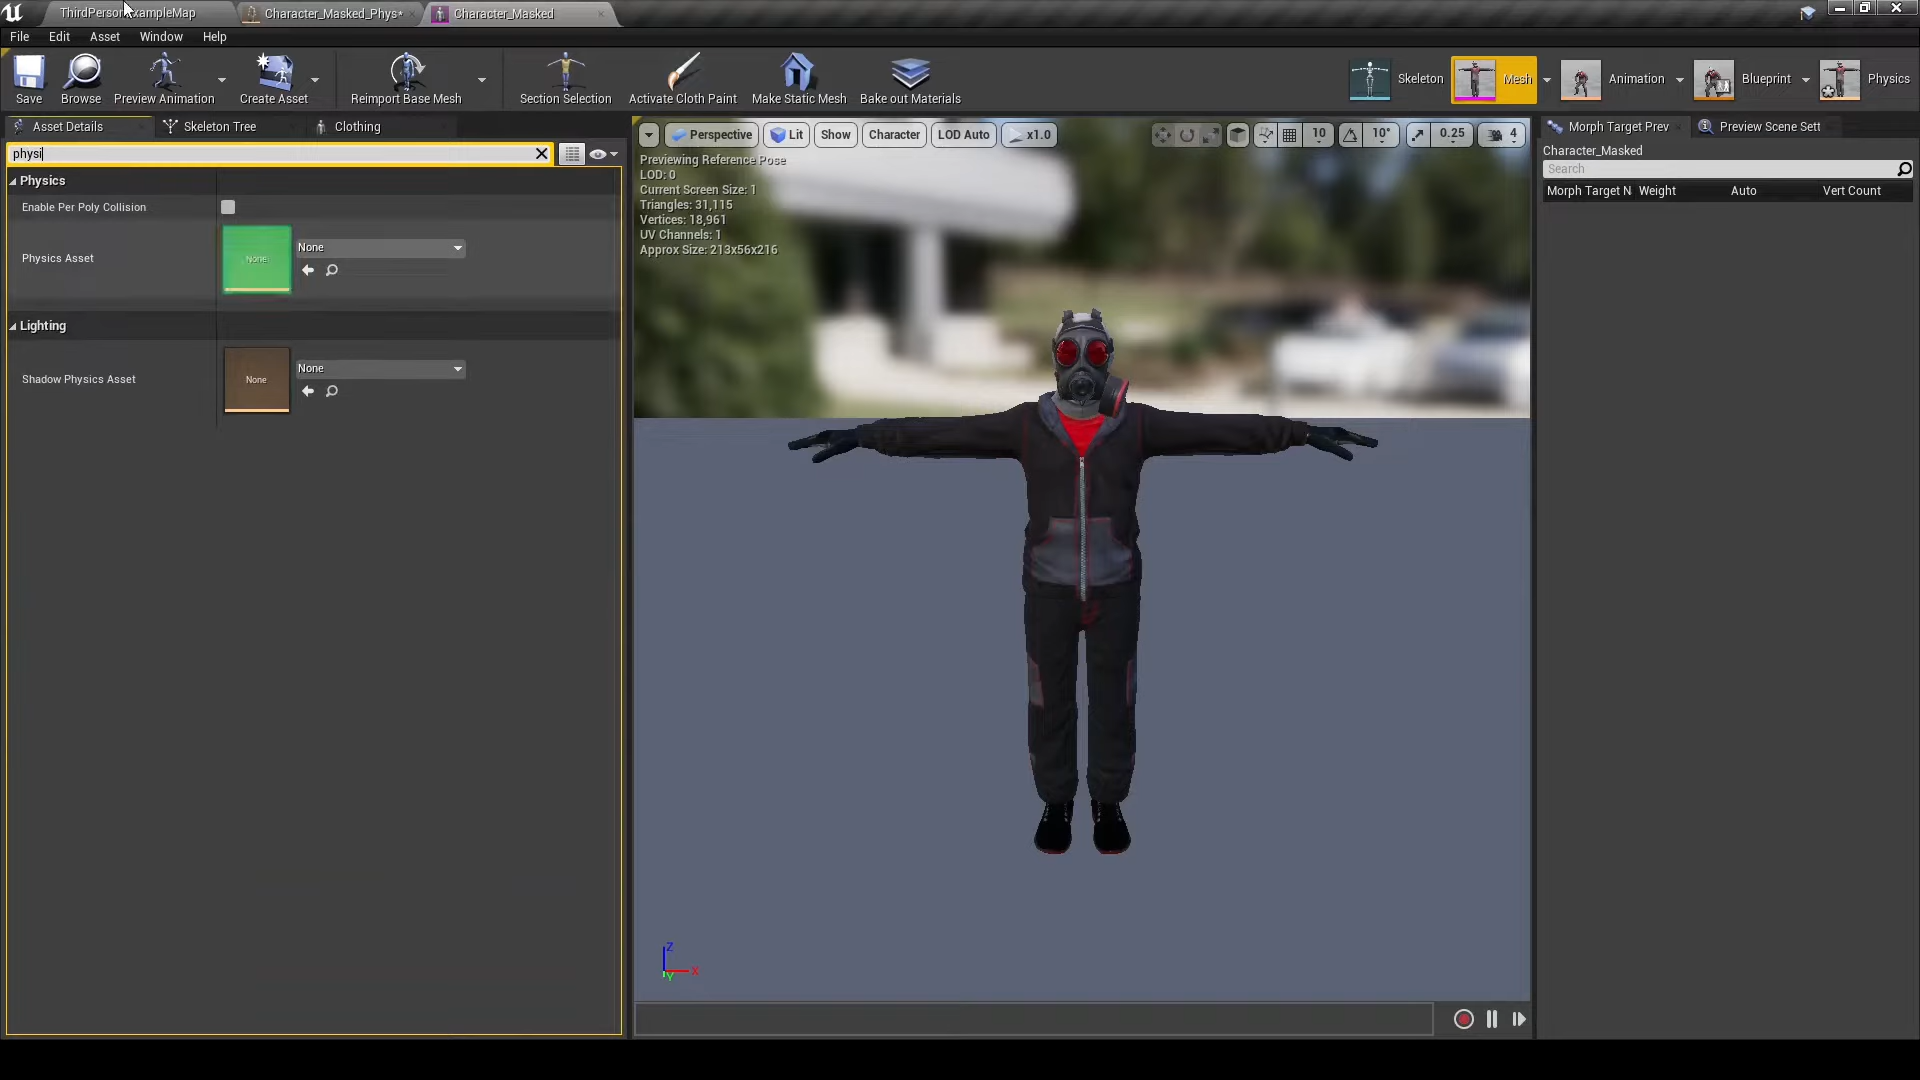 ThirdPersonExampleMap
Character_Masked_Phys*
Character_Masked
File Edit Asset Window Help
Save Browse Preview Animation Create Asset Reimport Base Mesh Section Selection Activate Cloth Paint Make Static Mesh Bake out Materials
Skeleton Mesh Animation Blueprint Physics
Asset Details Skeleton Tree Clothing
physi
Physics
Enable Per Poly Collision
Physics Asset None None
Lighting
Shadow Physics Asset None None
Perspective Lit Show Character LOD Auto x1.0 10 10° 0.25 4
Previewing Reference Pose
LOD: 0
Current Screen Size: 1
Triangles: 31,115
Vertices: 18,961
UV Channels: 1
Approx Size: 213x56x216
Z
X
Y
Morph Target Prev Preview Scene Sett
Character_Masked
Search
Morph Target N Weight Auto Vert Count